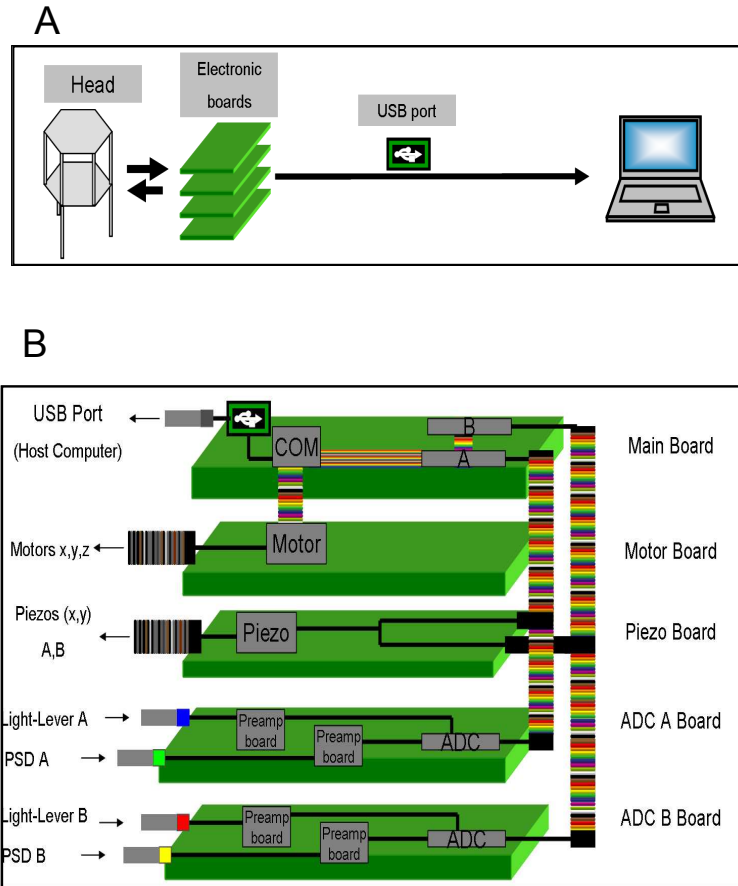 A
Head
Electronic
boards
USB port
B
USB Port
(Host Computer)
COM
B
A
Main Board
Motors x,y,z
Motor
Motor Board
Piezos (x,y)
A,B
Piezo
Piezo Board
Light-Lever A
Preamp
board
Preamp
board
ADC
ADC A Board
PSD A
Light-Lever B
Preamp
board
Preamp
board
ADC
ADC B Board
PSD B